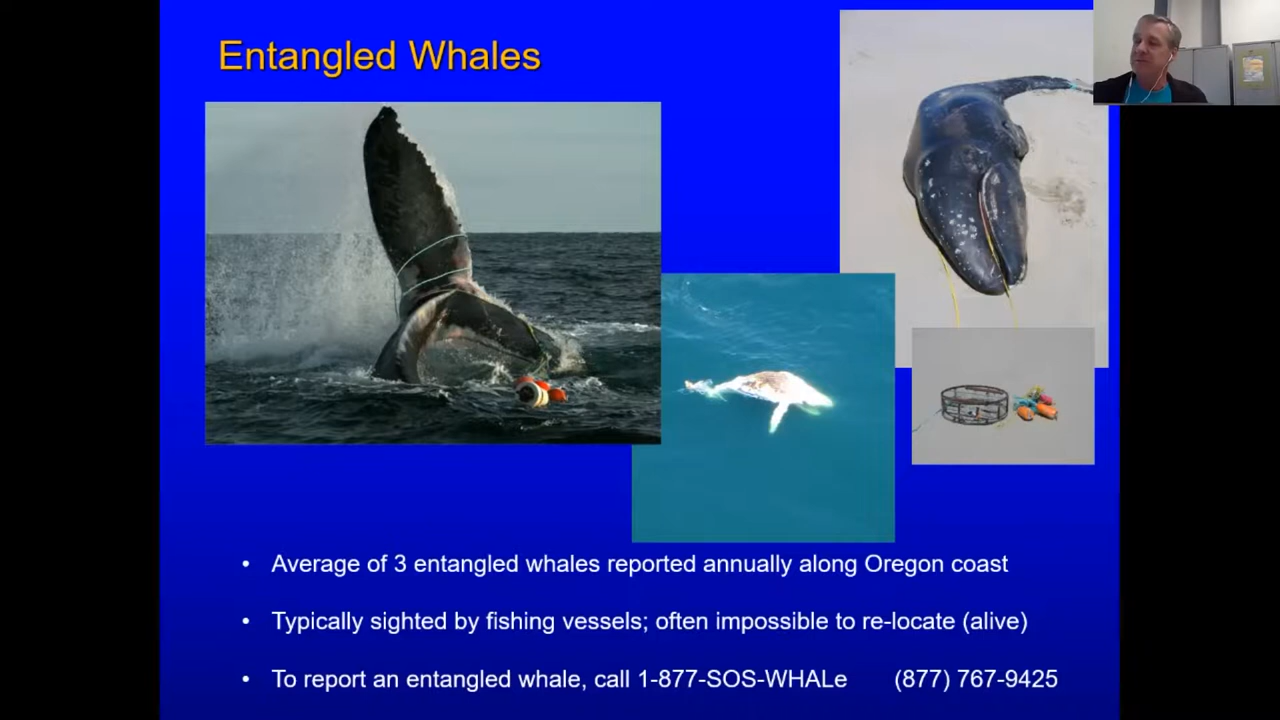 Entangled Whales
• Average of 3 entangled whales reported annually along Oregon coast
• Typically sighted by fishing vessels; often impossible to re-locate (alive)
• To report an entangled whale, call 1-877-SOS-WHALe (877) 767-9425